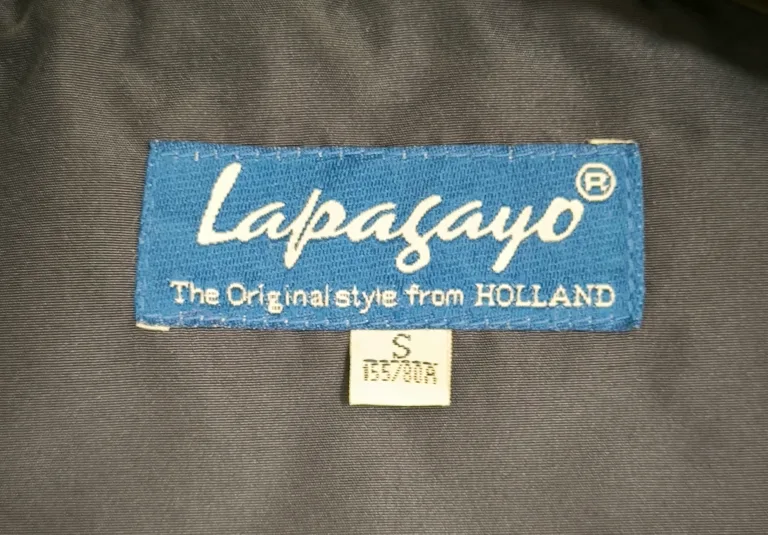 Lapagayo®
The Original style from HOLLAND
S
155/80A